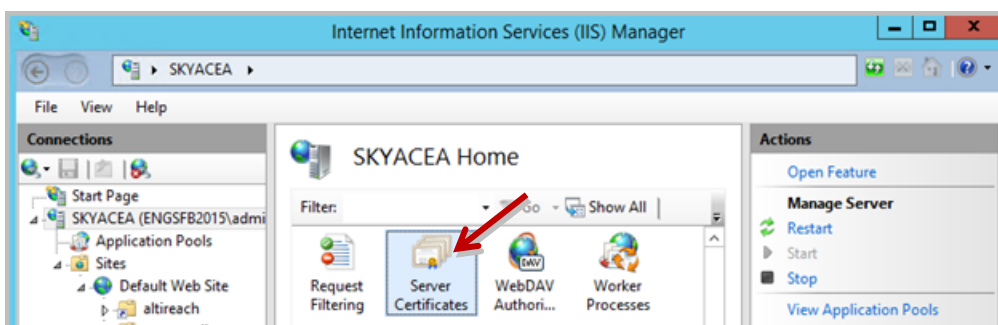 Internet Information Services (IIS) Manager
SKYACEA
File View Help
Connections
Start Page
SKYACEA (ENGSFB2015\admi
Application Pools
Sites
Default Web Site
altireach
SKYACEA Home
Filter: Go Show All
Request Filtering
Server Certificates
WebDAV Authori...
Worker Processes
DAV
Actions
Open Feature
Manage Server
Restart
Start
Stop
View Application Pools